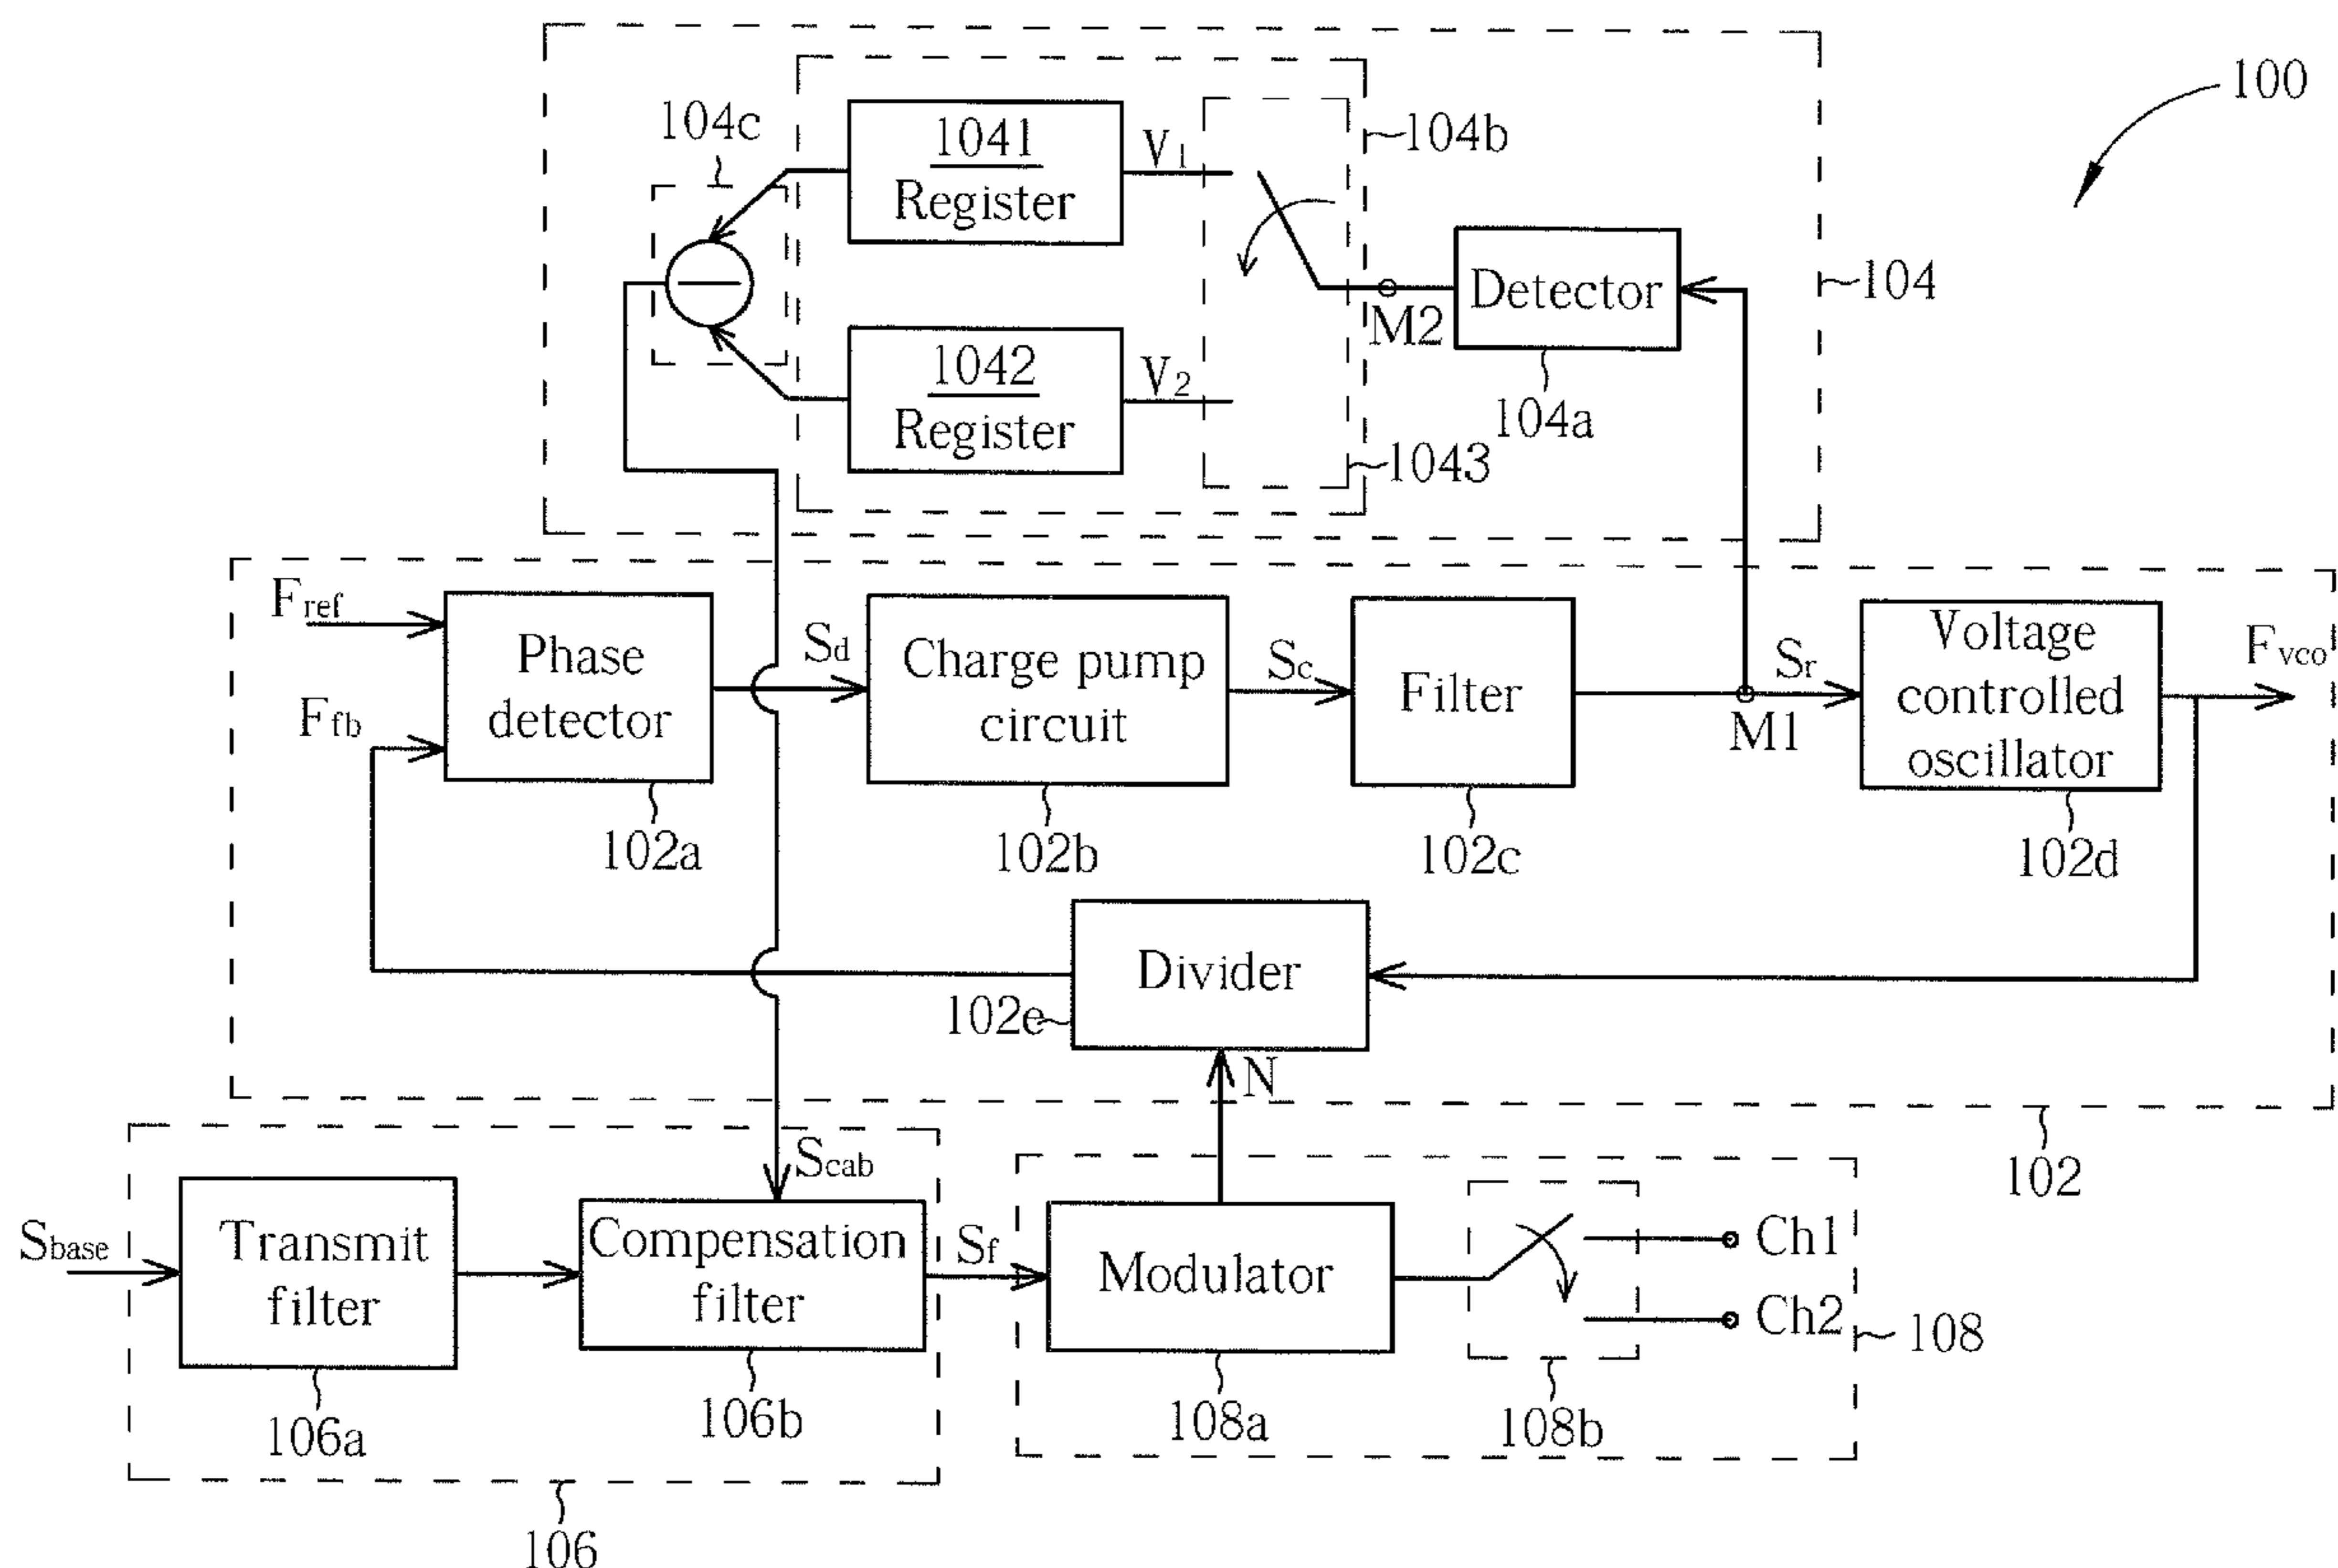 100
104c
1041
Register
V1
104b
1042
Register
V2
M2
Detector
104a
104
1043
Fref
Ffb
Phase
detector
102a
Sd
Charge pump
circuit
102b
Sc
Filter
102c
M1
Sr
Voltage
controlled
oscillator
102d
Fvco
Divider
102e
N
102
Sbase
Transmit
filter
106a
Scab
Compensation
filter
106b
106
Sf
Modulator
108a
108b
Ch1
Ch2
108